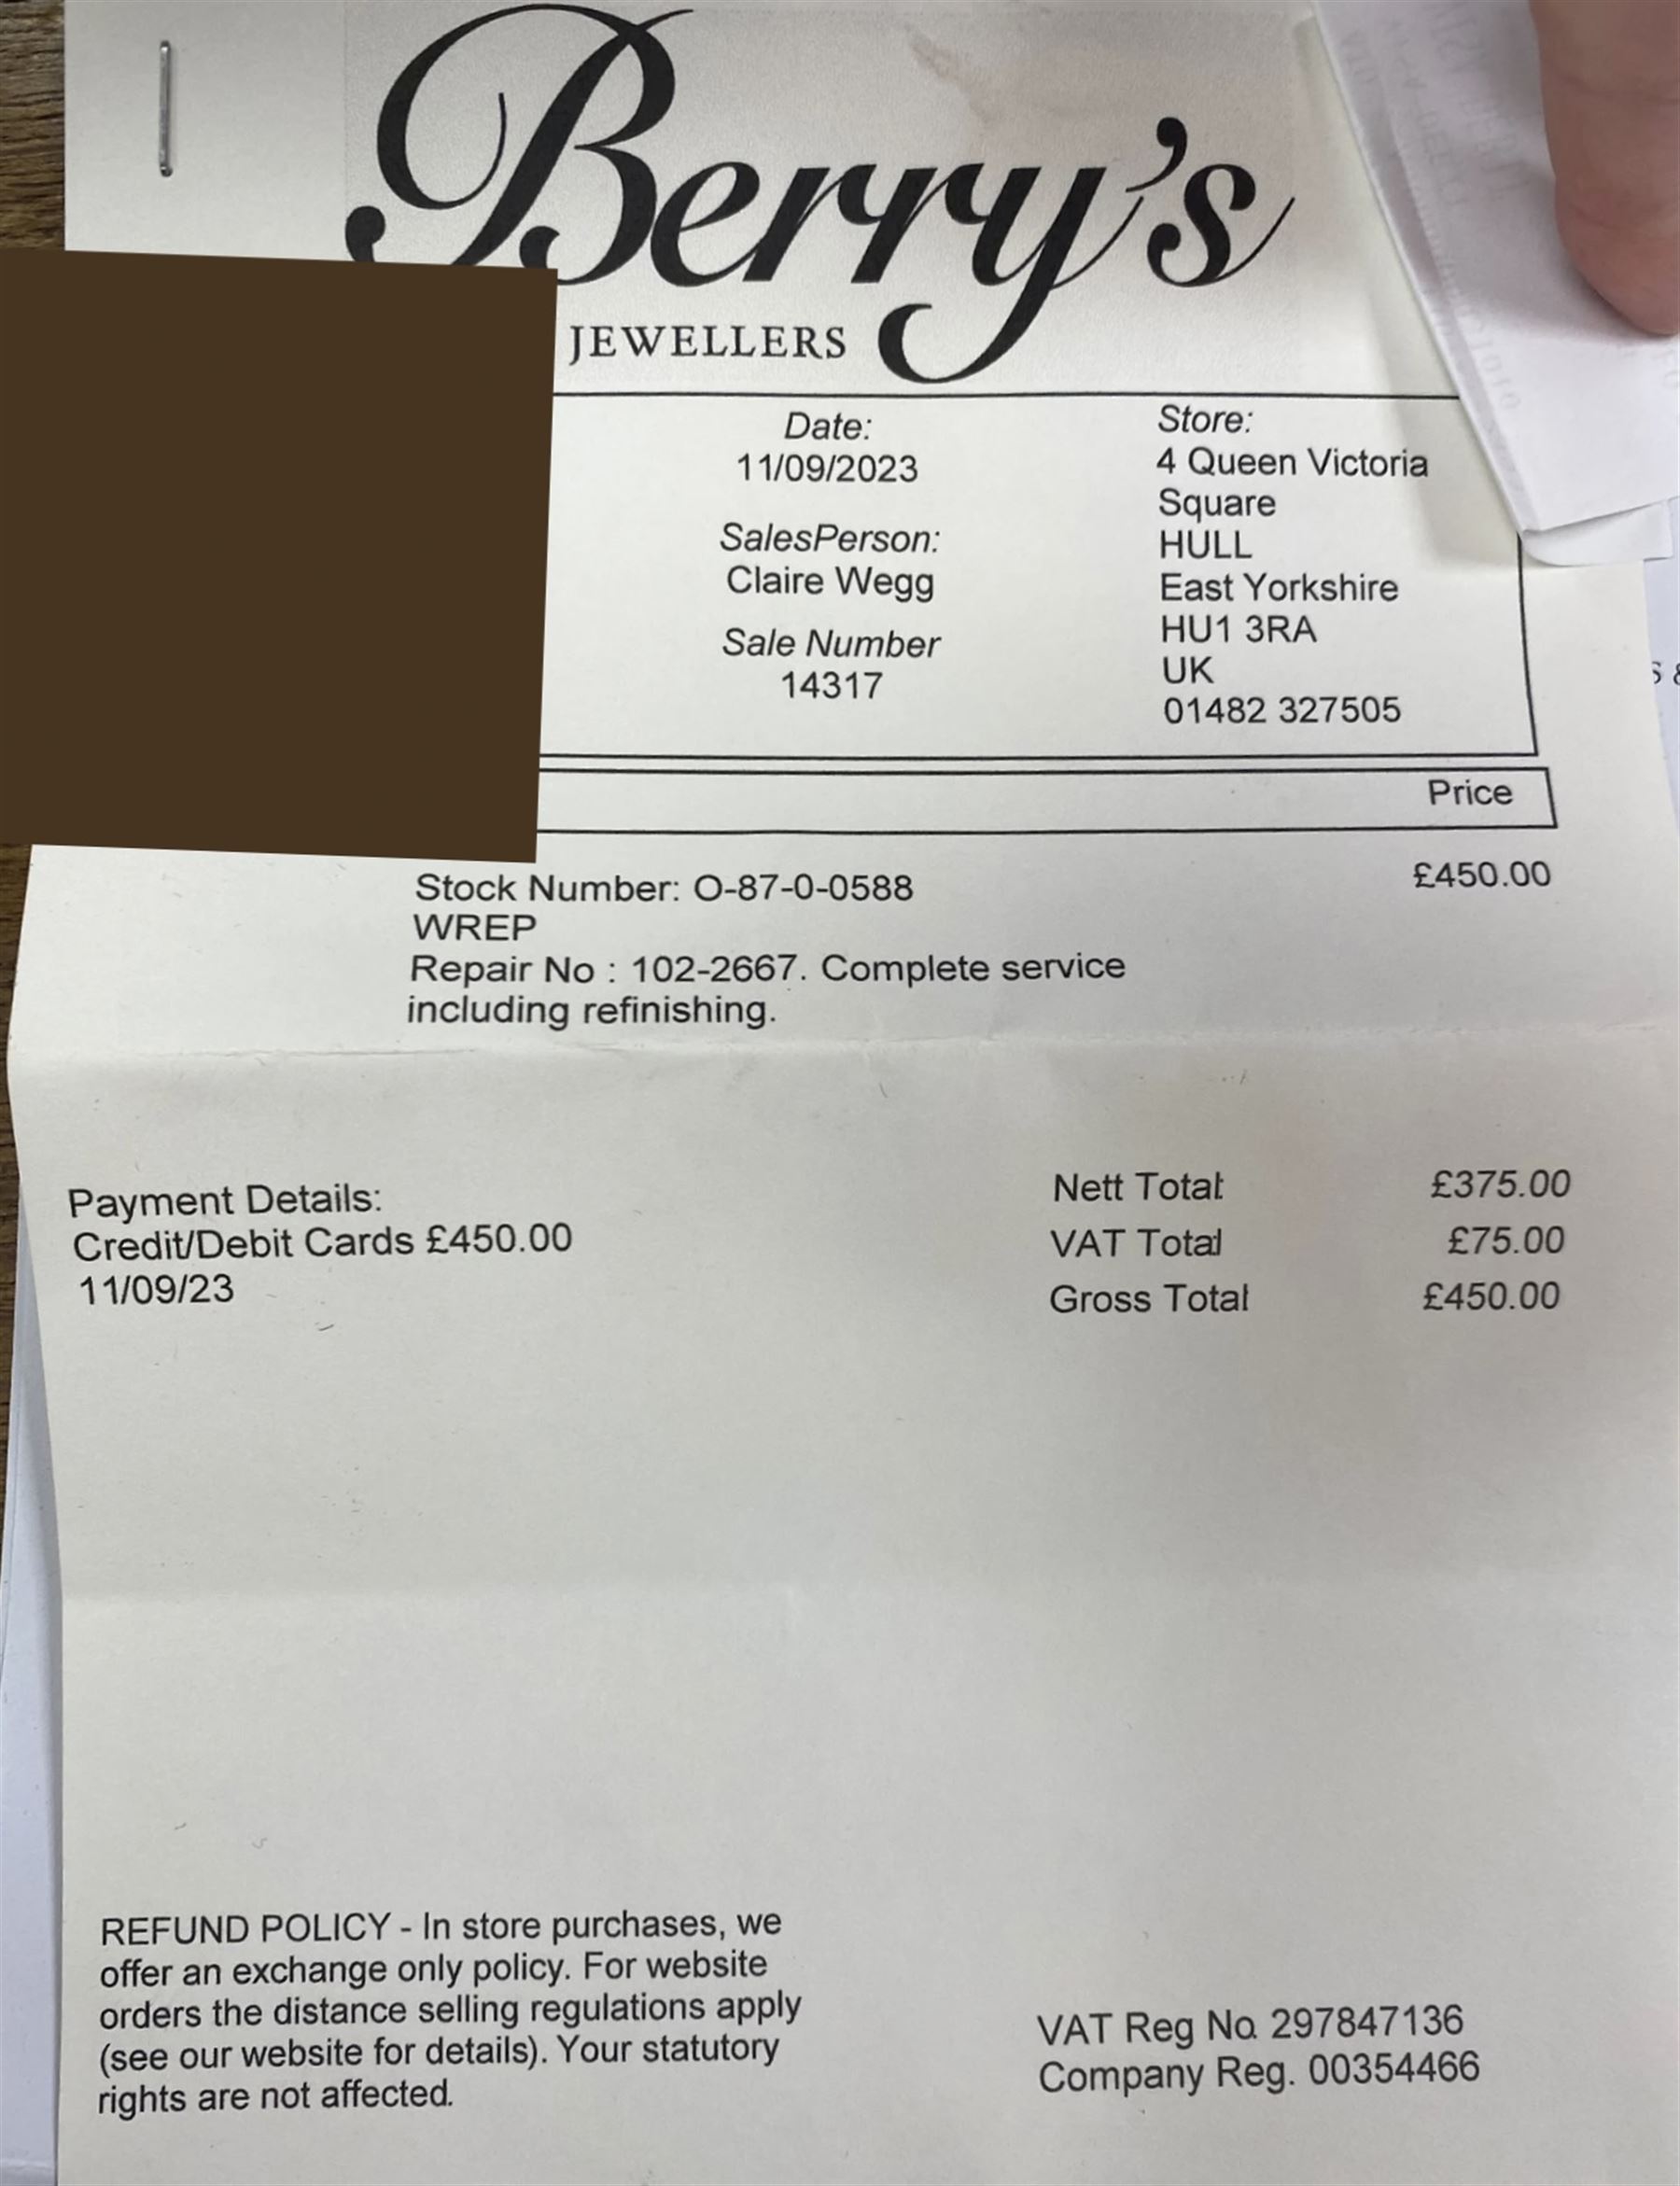 Berry's
JEWELLERS
Date:
11/09/2023
SalesPerson:
Claire Wegg
Sale Number
14317
Store:
4 Queen Victoria
Square
HULL
East Yorkshire
HU1 3RA
UK
01482 327505
Price
Stock Number: O-87-0-0588 £450.00
WREP
Repair No : 102-2667. Complete service
including refinishing.
Payment Details:
Credit/Debit Cards £450.00
11/09/23
Nett Total £375.00
VAT Total £75.00
Gross Total £450.00
REFUND POLICY - In store purchases, we
offer an exchange only policy. For website
orders the distance selling regulations apply
(see our website for details). Your statutory
rights are not affected.
VAT Reg No. 297847136
Company Reg. 00354466